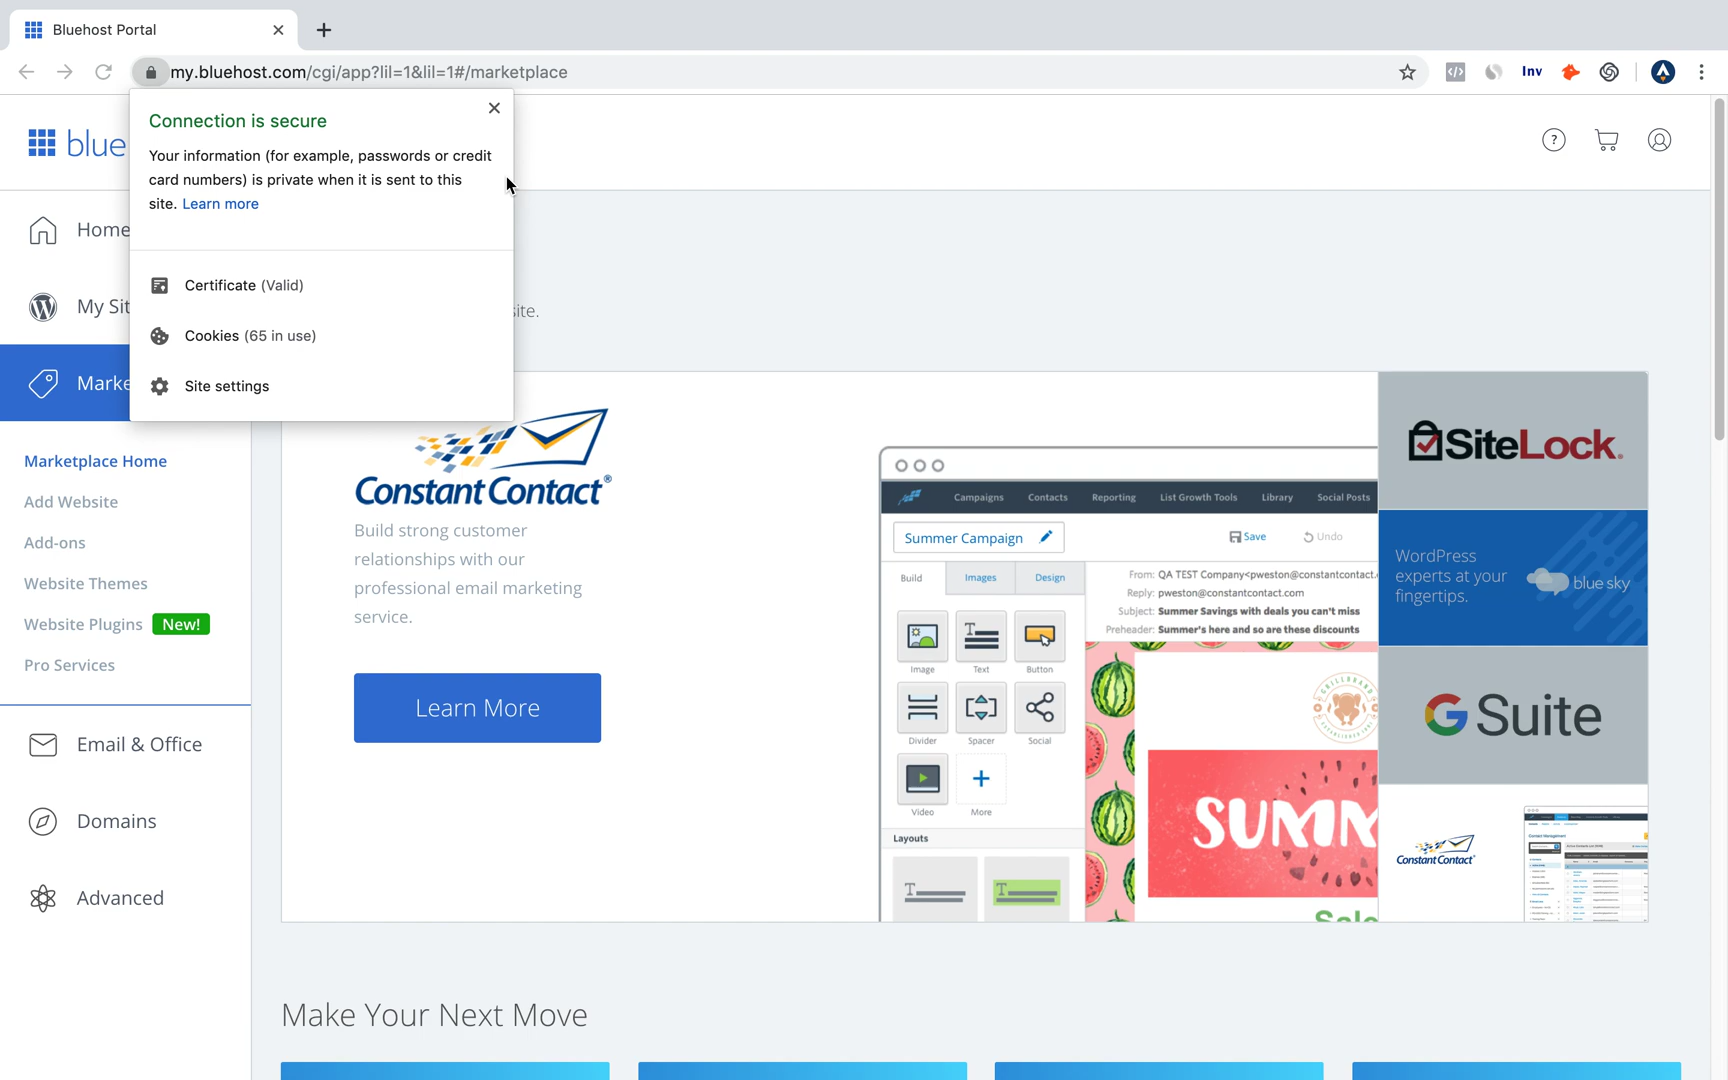 Bluehost Portal
my.bluehost.com/cgi/app?lil=1&lil=1#/marketplace
Inv
Connection is secure
Your information (for example, passwords or credit
card numbers) is private when it is sent to this
site. Learn more
Certificate (Valid)
Cookies (65 in use)
Site settings
blue
?
Home
My Sit
Marke
Marketplace Home
Add Website
Add-ons
Website Themes
Website Plugins New!
Pro Services
Email & Office
Domains
Advanced
site.
Constant Contact®
Build strong customer
relationships with our
professional email marketing
service.
Learn More
Campaigns Contacts Reporting List Growth Tools Library Social Posts
Summer Campaign
Save Undo
Build Images Design
From: QA TEST Company<pweston@constantcontact.
Reply: pweston@constantcontact.com
Subject: Summer Savings with deals you can't miss
Preheader: Summer's here and so are these discounts
Image Text Button
Divider Spacer Social
Video More
Layouts
SUMM
Sale
SiteLock.
WordPress
experts at your
fingertips.
blue sky
G Suite
Constant Contact
Make Your Next Move